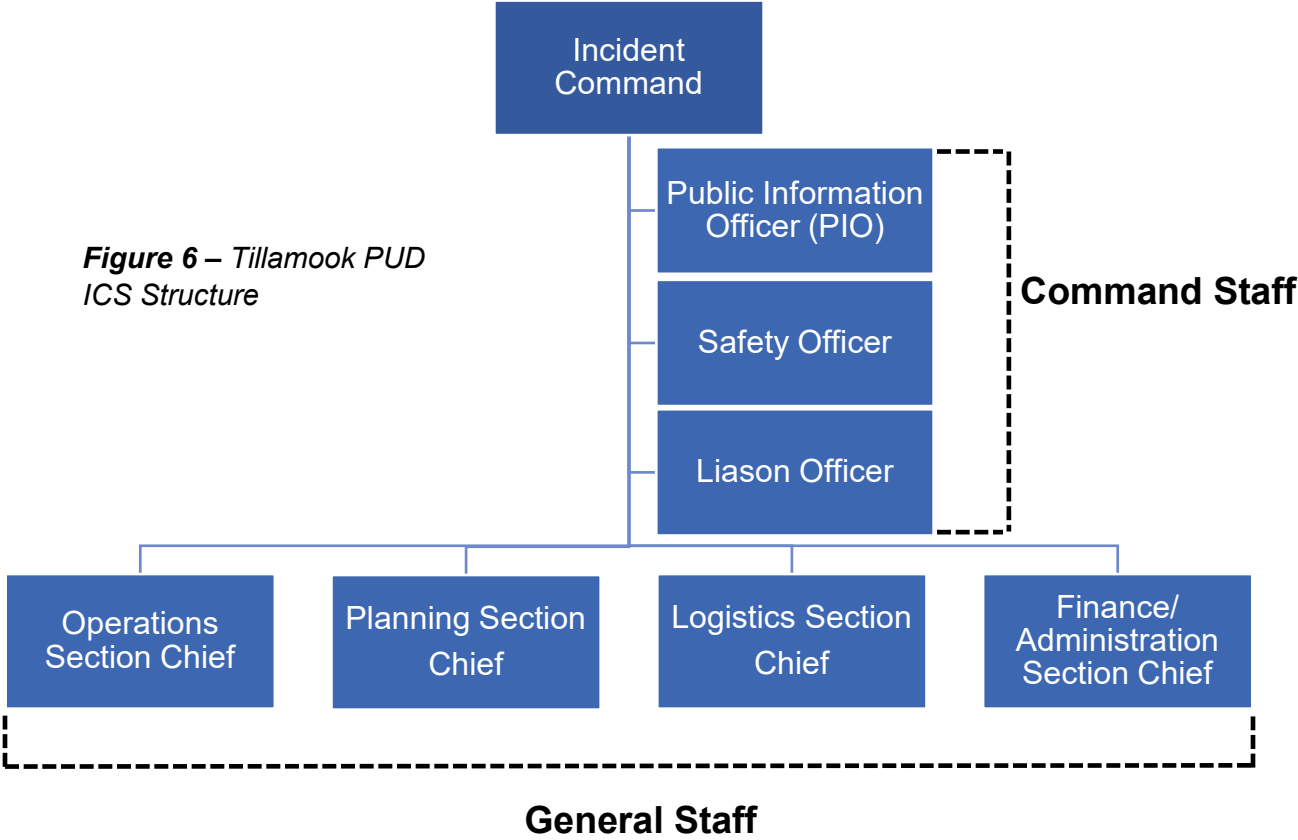 Incident
Command
Public Information
Officer (PIO)
Figure 6 – Tillamook PUD
ICS Structure
Command Staff
Safety Officer
Liason Officer
Operations
Section Chief
Planning Section
Chief
Logistics Section
Chief
Finance/
Administration
Section Chief
General Staff